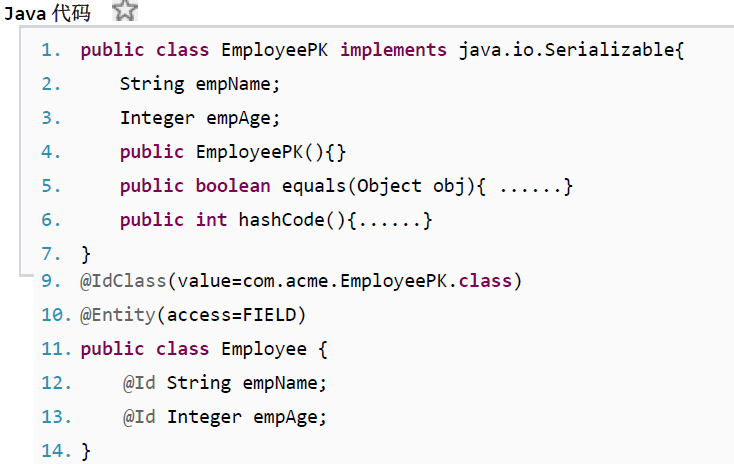 Java 代码
1. public class EmployeePK implements java.io.Serializable{
2. String empName;
3. Integer empAge;
4. public EmployeePK(){}
5. public boolean equals(Object obj){ ......}
6. public int hashCode(){......}
7. }
9. @IdClass(value=com.acme.EmployeePK.class)
10. @Entity(access=FIELD)
11. public class Employee {
12. @Id String empName;
13. @Id Integer empAge;
14. }